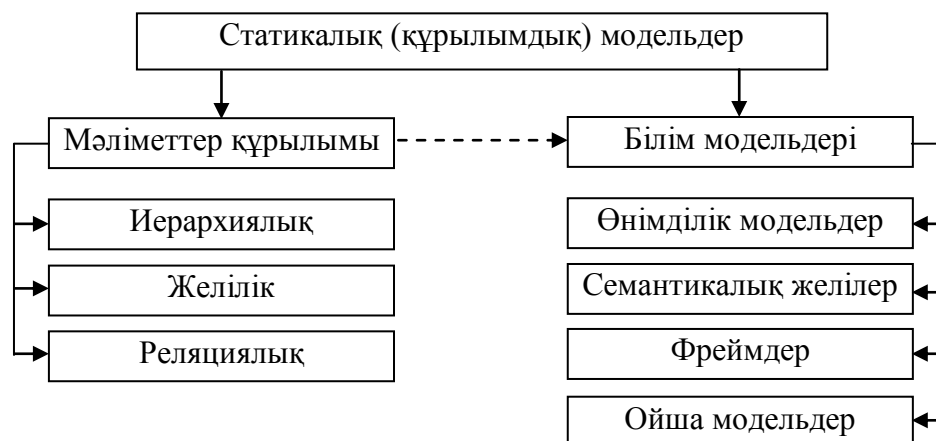 Статикалық (құрылымдық) модельдер
Мәліметтер құрылымы
Білім модельдері
Иерархиялық
Өнімділік модельдер
Желілік
Семантикалық желілер
Реляциялық
Фреймдер
Ойша модельдер